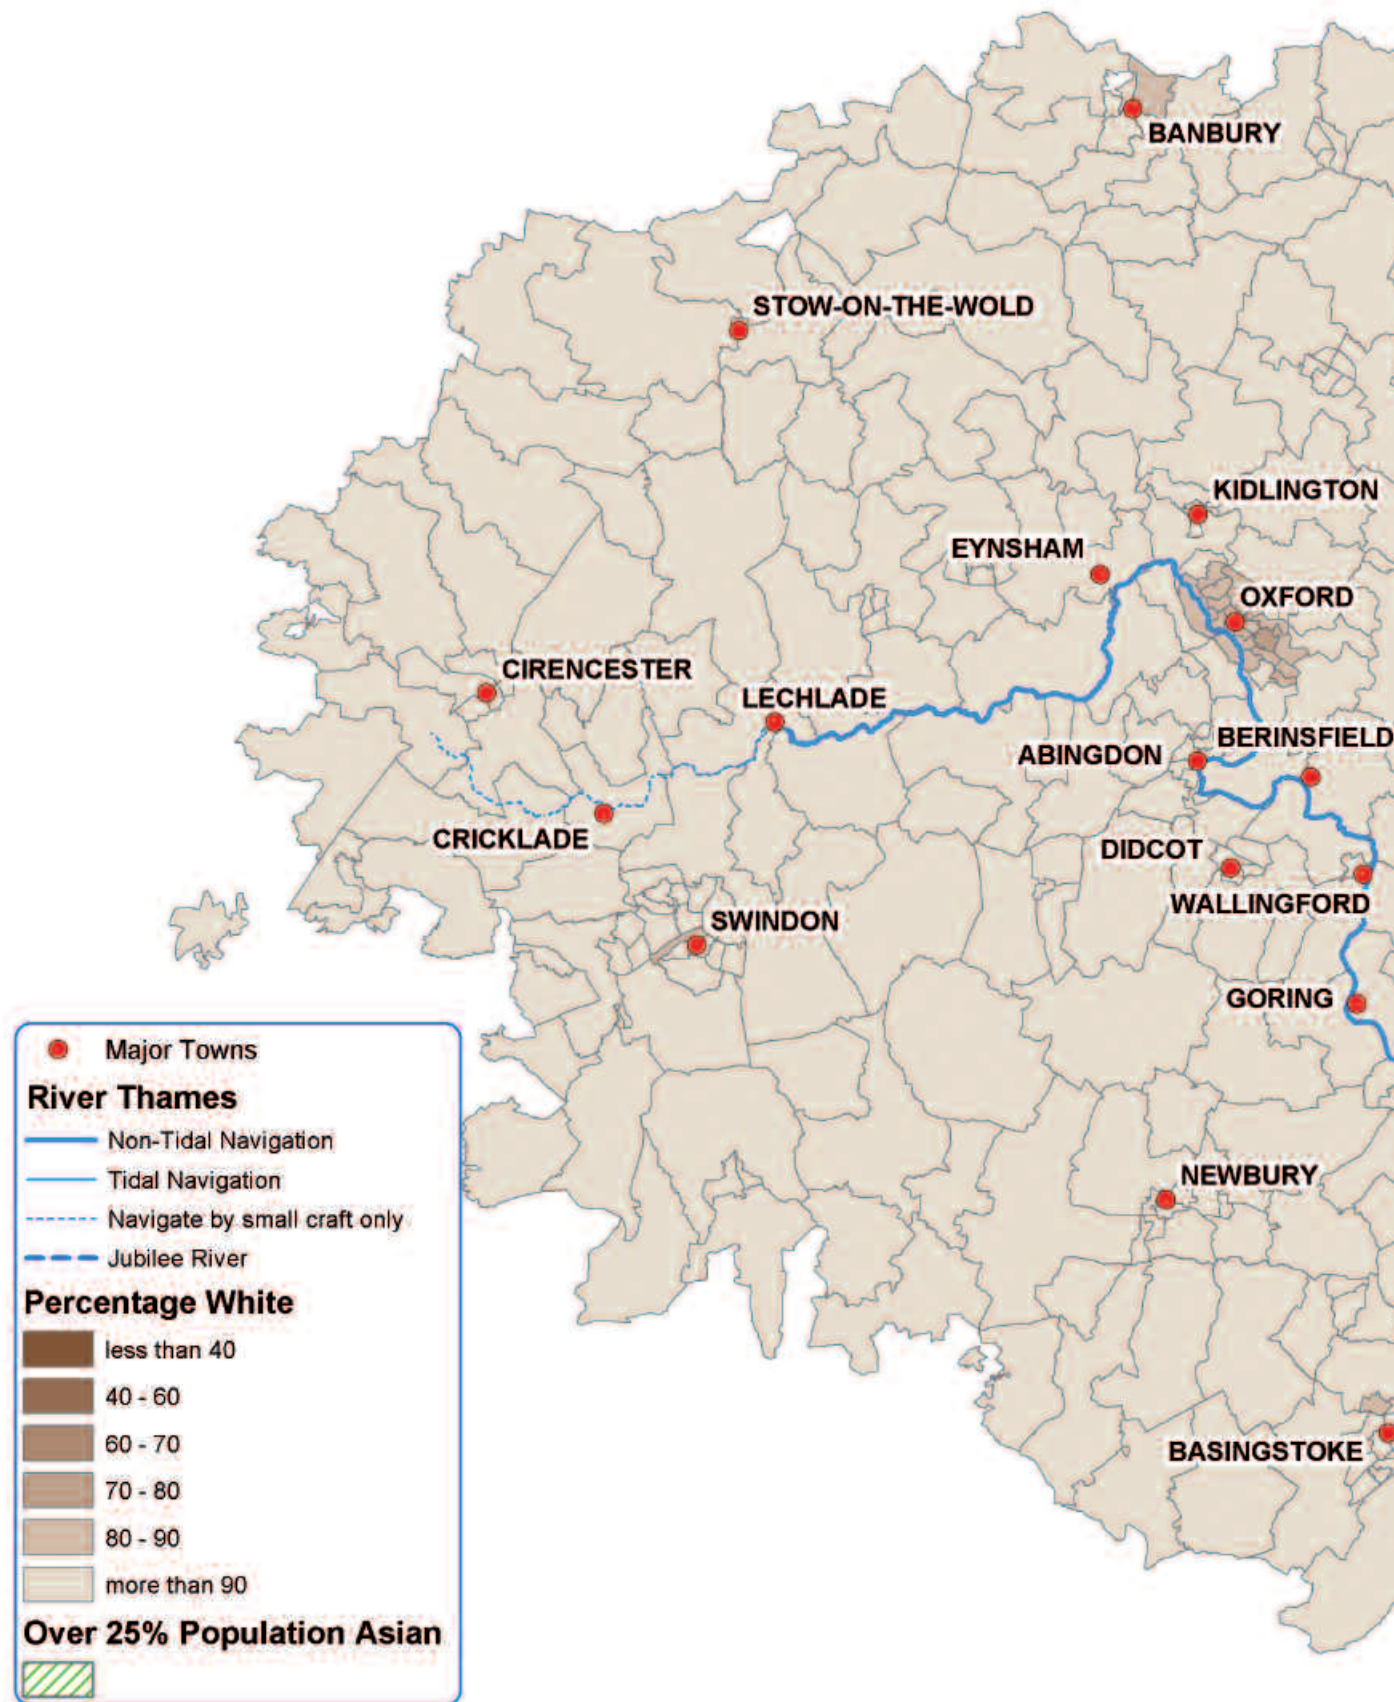 BANBURY
STOW-ON-THE-WOLD
KIDLINGTON
EYNSHAM
OXFORD
CIRENCESTER
LECHLADE
BERINSFIELD
ABINGDON
CRICKLADE
DIDCOT
WALLINGFORD
SWINDON
GORING
NEWBURY
BASINGSTOKE
Major Towns
River Thames
Non-Tidal Navigation
Tidal Navigation
Navigate by small craft only
Jubilee River
Percentage White
less than 40
40 - 60
60 - 70
70 - 80
80 - 90
more than 90
Over 25% Population Asian